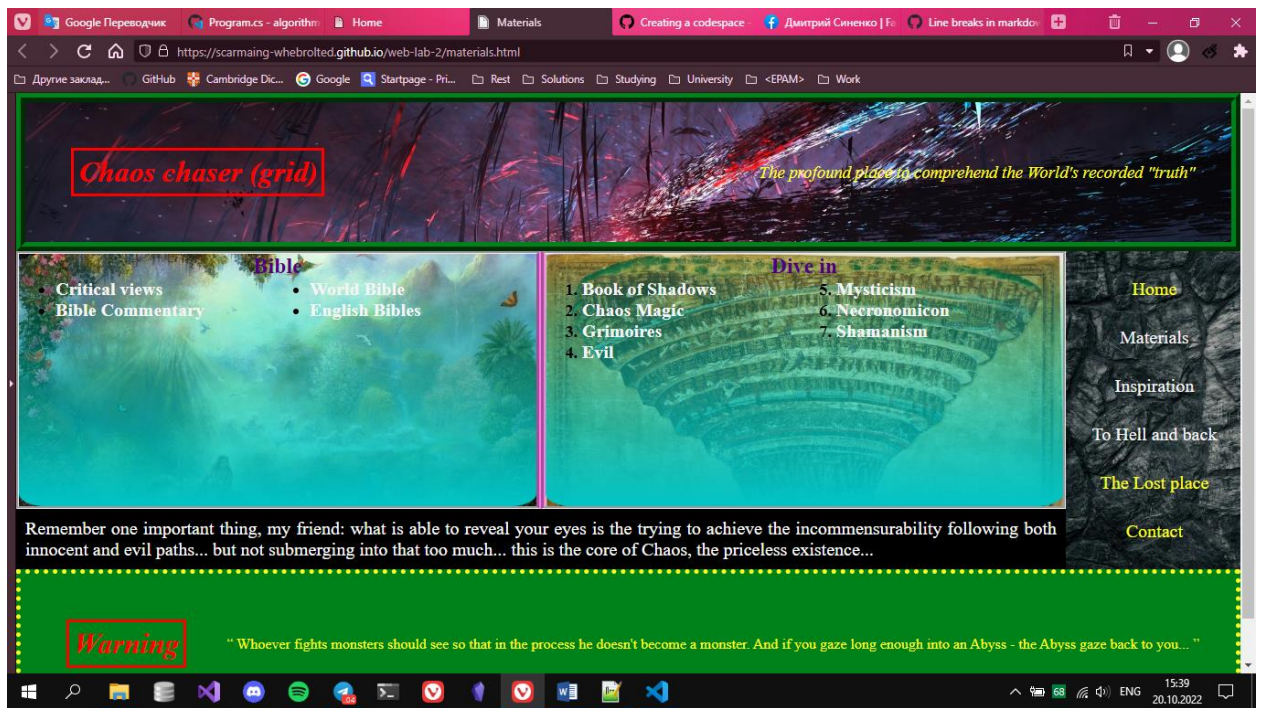 Google Переводчик
Program.cs - algorithm
Home
Materials
Creating a codespace -
Дмитрий Синенко | Fa
Line breaks in markdov
https://scarmaing-whebrolted.github.io/web-lab-2/materials.html
Другие заклад...
GitHub
Cambridge Dic...
Google
Startpage - Pri...
Rest
Solutions
Studying
University
<EPAM>
Work
Chaos chaser (grid)
The profound place to comprehend the World's recorded "truth"
Bible
Critical views
Bible Commentary
World Bible
English Bibles
Dive in
1. Book of Shadows
2. Chaos Magic
3. Grimoires
4. Evil
5. Mysticism
6. Necronomicon
7. Shamanism
Home
Materials
Inspiration
To Hell and back
The Lost place
Contact
Remember one important thing, my friend: what is able to reveal your eyes is the trying to achieve the incommensurability following both
innocent and evil paths... but not submerging into that too much... this is the core of Chaos, the priceless existence...
Warning
“ Whoever fights monsters should see so that in the process he doesn't become a monster. And if you gaze long enough into an Abyss - the Abyss gaze back to you... ”
68
ENG
15:39
20.10.2022